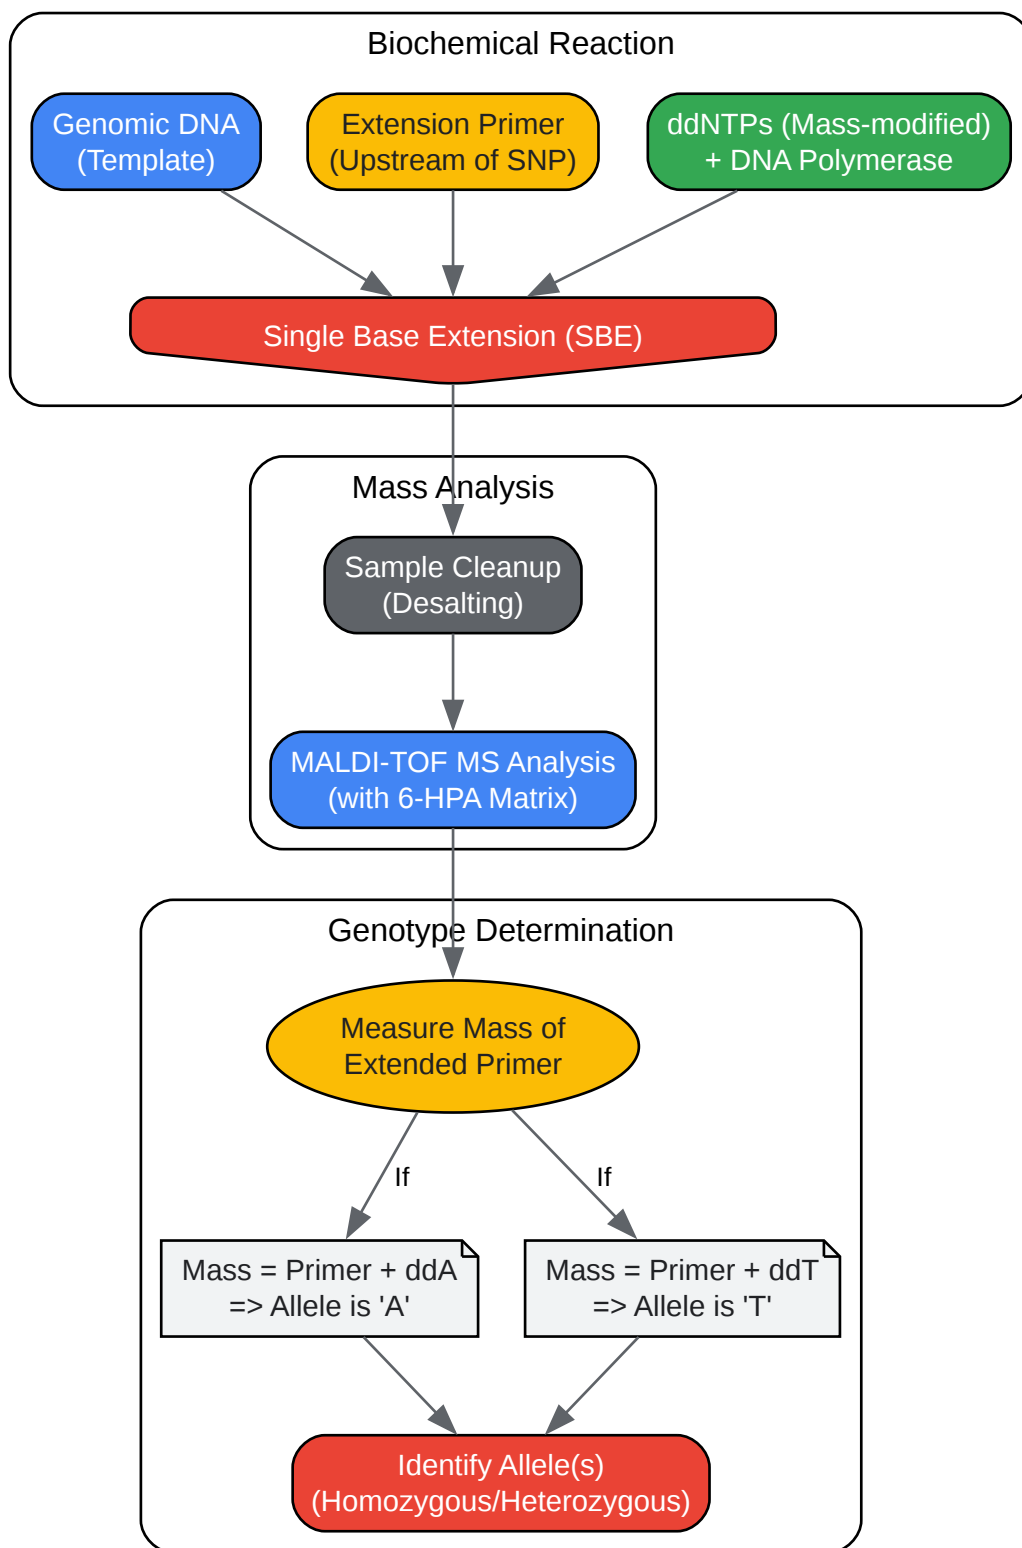 Biochemical Reaction
Genomic DNA
(Template)
Extension Primer
(Upstream of SNP)
ddNTPs (Mass-modified)
+ DNA Polymerase
Single Base Extension (SBE)
Mass Analysis
Sample Cleanup
(Desalting)
MALDI-TOF MS Analysis
(with 6-HPA Matrix)
Genotype Determination
Measure Mass of
Extended Primer
If
If
Mass = Primer + ddA
=> Allele is 'A'
Mass = Primer + ddT
=> Allele is 'T'
Identify Allele(s)
(Homozygous/Heterozygous)